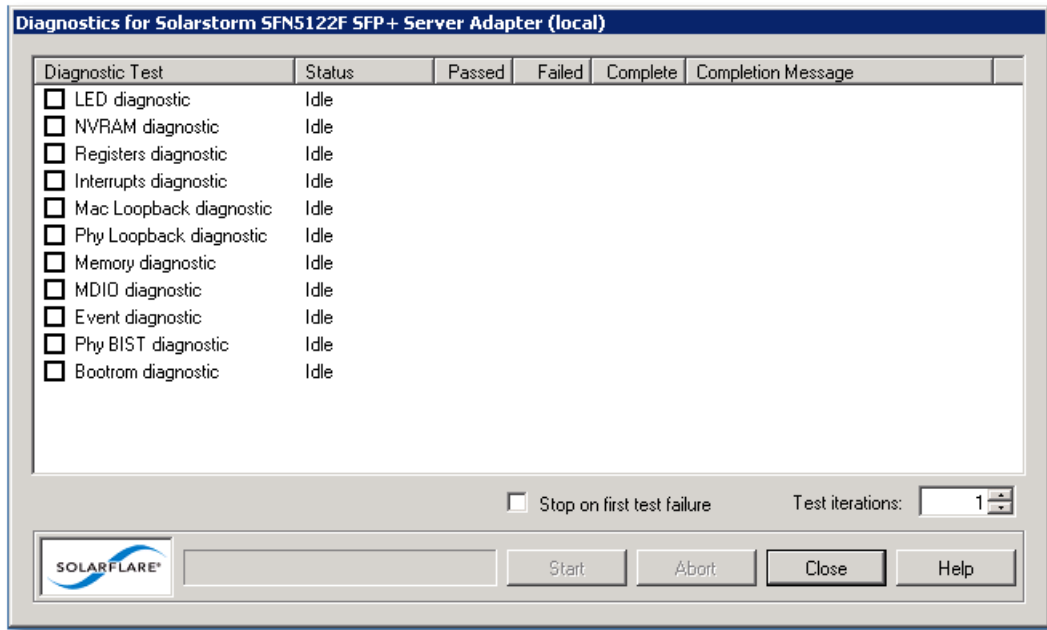 Diagnostics for Solarstorm SFN5122F SFP+ Server Adapter (local)
Diagnostic Test Status Passed Failed Complete Completion Message
LED diagnostic Idle
NVRAM diagnostic Idle
Registers diagnostic Idle
Interrupts diagnostic Idle
Mac Loopback diagnostic Idle
Phy Loopback diagnostic Idle
Memory diagnostic Idle
MDIO diagnostic Idle
Event diagnostic Idle
Phy BIST diagnostic Idle
Bootrom diagnostic Idle
Stop on first test failure Test iterations: 1
SOLARFLARE® Start Abort Close Help